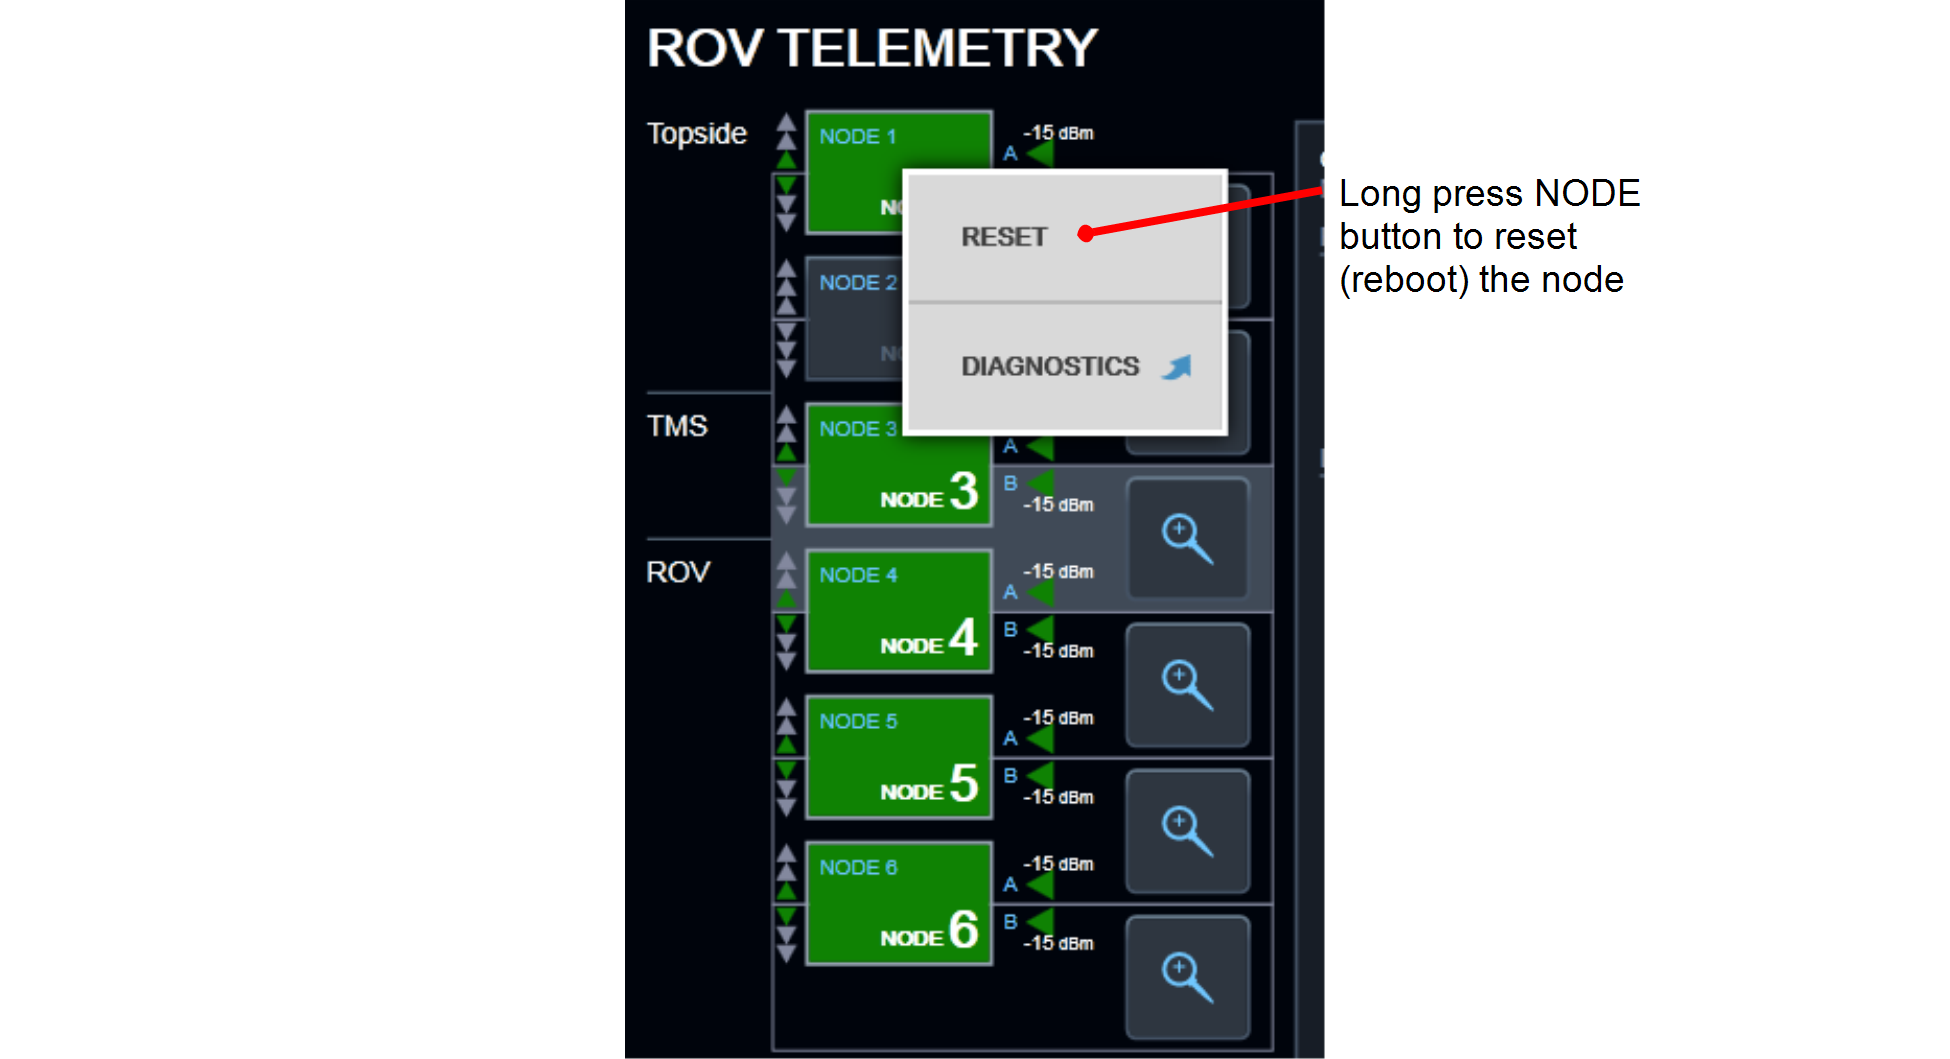 ROV TELEMETRY
Topside
NODE 1
-15 dBm
A
RESET
Long press NODE
button to reset
(reboot) the node
NODE 2
DIAGNOSTICS
TMS
NODE 3
A
NODE 3
B
-15 dBm
ROV
NODE 4
-15 dBm
A
NODE 4
B
-15 dBm
NODE 5
-15 dBm
A
NODE 5
B
-15 dBm
NODE 6
-15 dBm
A
NODE 6
B
-15 dBm